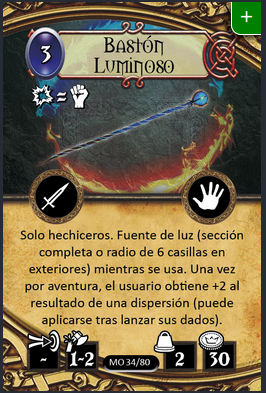 +
3
Bastón
Luminoso
=
Solo hechiceros. Fuente de luz (sección
completa o radio de 6 casillas en
exteriores) mientras se usa. Una vez
por aventura, el usuario obtiene +2 al
resultado de una dispersión (puede
aplicarse tras lanzar sus dados).
~ 1-2 MO 34/80 2 30